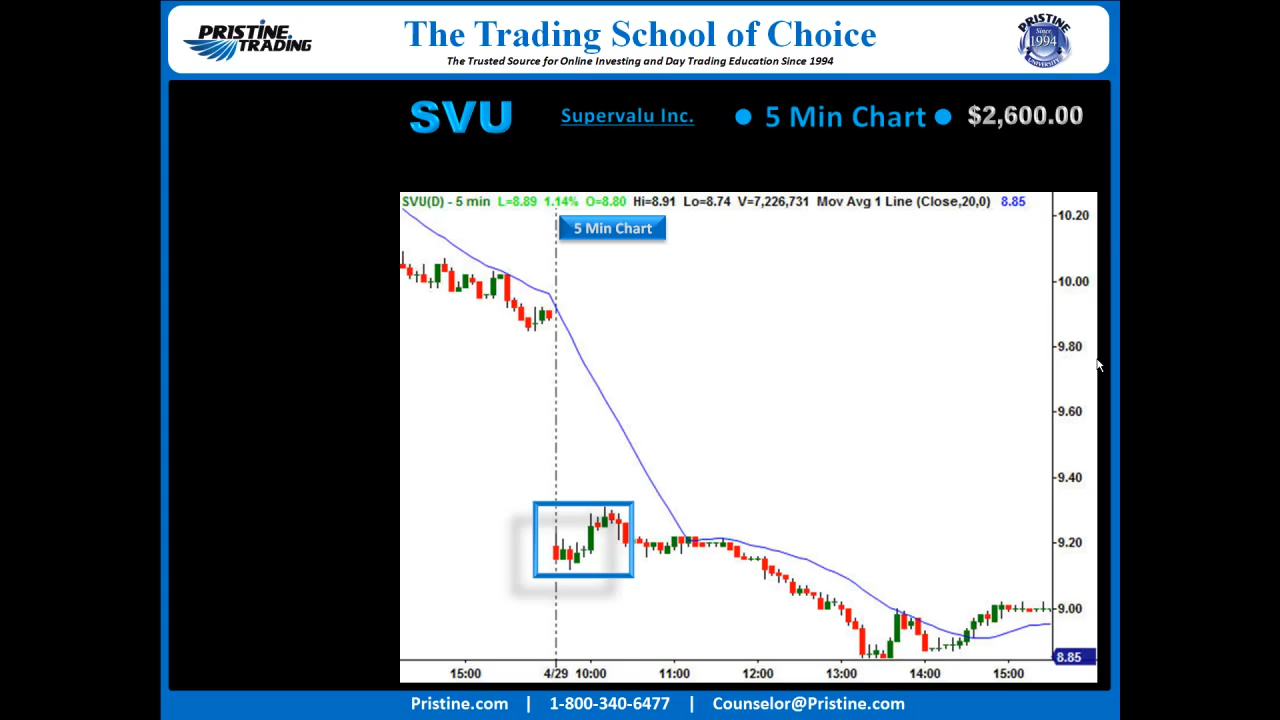 PRISTINE
TRADING
The Trading School of Choice
The Trusted Source for Online Investing and Day Trading Education Since 1994
PRISTINE
Since
1994
UNIVERSITY
SVU Supervalu Inc. ● 5 Min Chart ● $2,600.00
SVU(D) - 5 min L=8.89 1.14% O=8.80 Hi=8.91 Lo=8.74 V=7,226,731 Mov Avg 1 Line (Close,20,0) 8.85
5 Min Chart
10.20
10.00
9.80
9.60
9.40
9.20
9.00
8.85
15:00 4/29 10:00 11:00 12:00 13:00 14:00 15:00
Pristine.com | 1-800-340-6477 | Counselor@Pristine.com